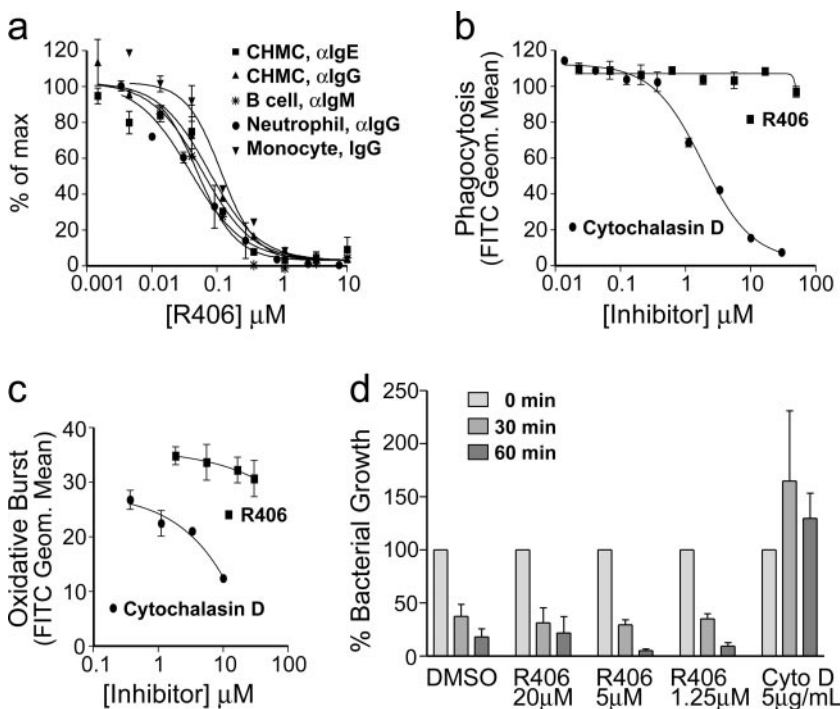 a
120
100
80
60
40
20
0
% of max
CHMC, αIgE
CHMC, αIgG
B cell, αIgM
Neutrophil, αIgG
Monocyte, IgG
0.001
0.01
0.1
1
10
[R406] μM
b
120
100
80
60
40
20
0
Phagocytosis
(FITC Geom. Mean)
R406
Cytochalasin D
0.01
0.1
1
10
100
[Inhibitor] μM
c
40
30
20
10
0
Oxidative Burst
(FITC Geom. Mean)
R406
Cytochalasin D
0.1
1
10
100
[Inhibitor] μM
d
250
200
150
100
50
0
% Bacterial Growth
0 min
30 min
60 min
DMSO
R406
20μM
R406
5μM
R406
1.25μM
Cyto D
5μg/mL